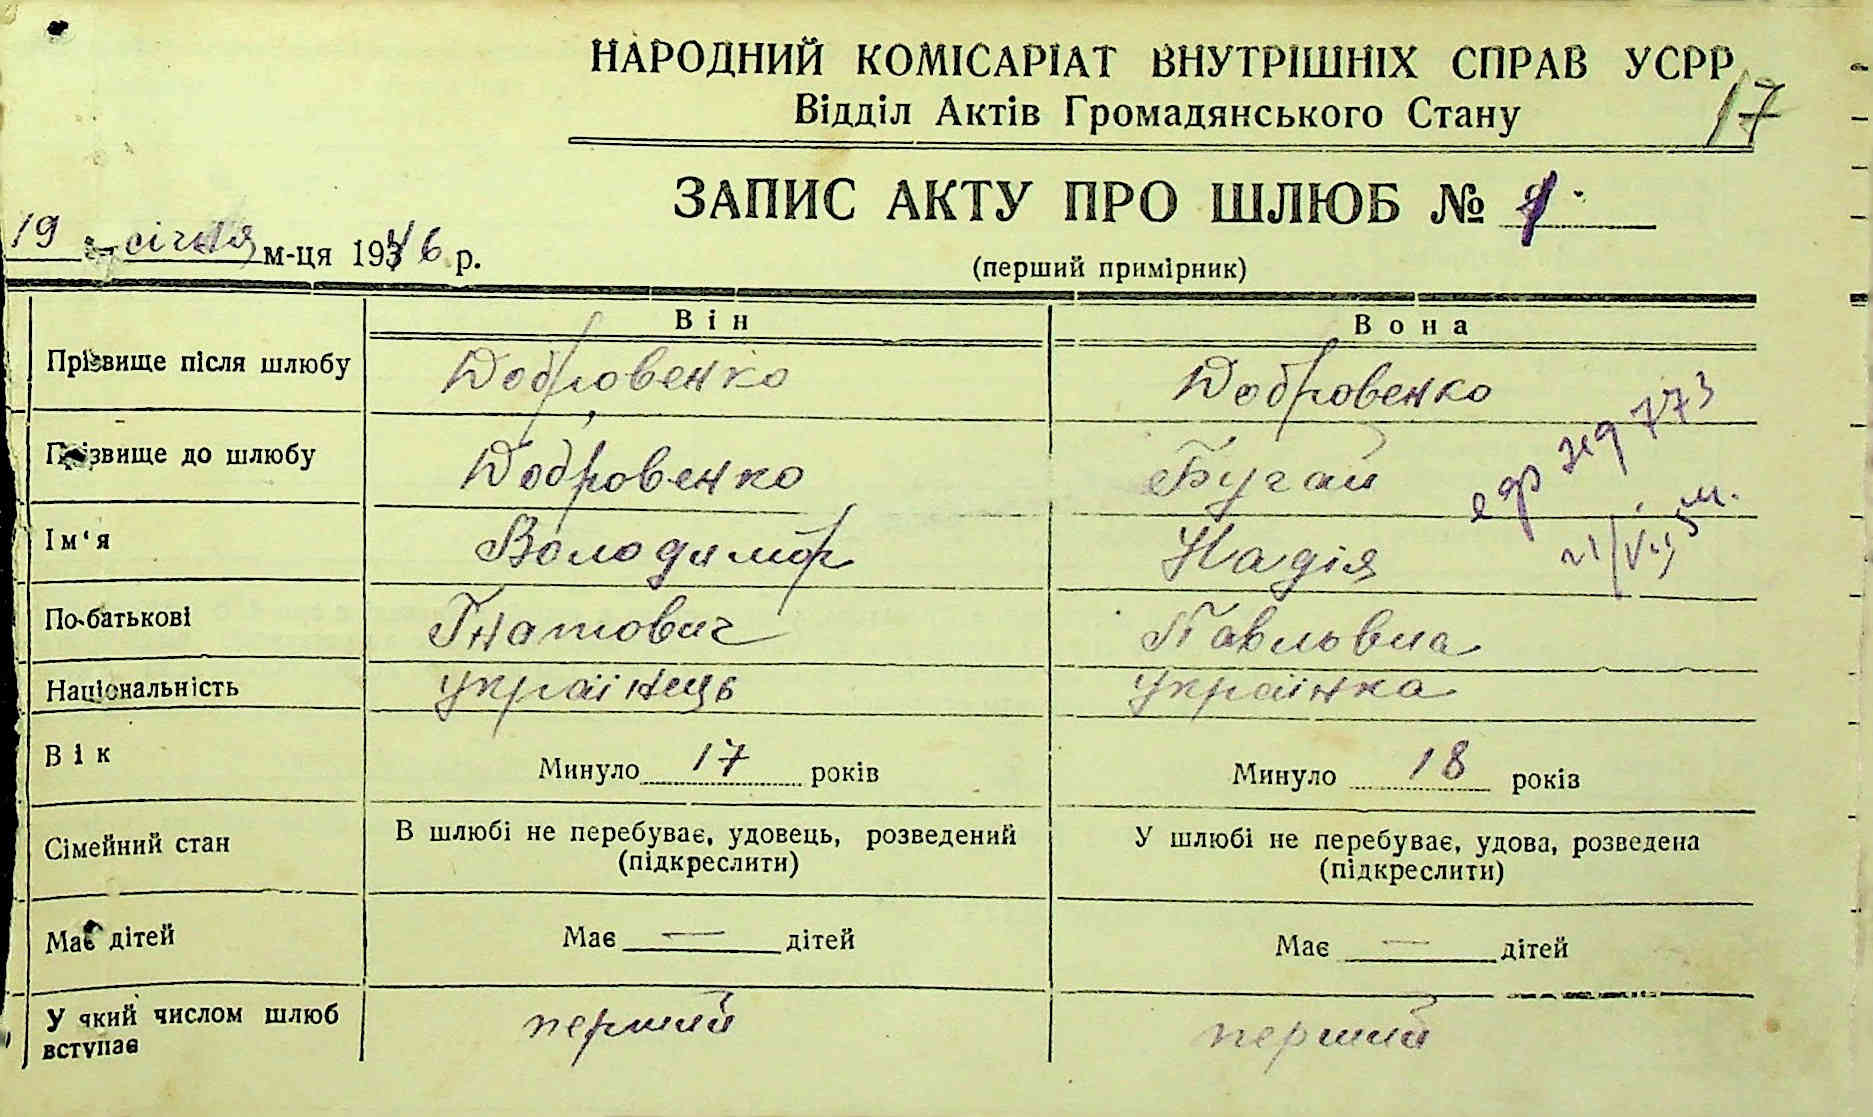 НАРОДНИЙ КОМІСАРІАТ ВНУТРІШНІХ СПРАВ УСРР
17
Відділ Актів Громадянського Стану
ЗАПИС АКТУ ПРО ШЛЮБ № 1
19 січня м-ця 1946 р.
(перший примірник)
Він Вона
Прізвище після шлюбу Добровенко Добровенко
Прізвище до шлюбу Добровенко Бугай
773
Ім‘я Володимір Надія
По-батькові Гнатович Павловна
Національність українець українка
Вік Минуло 17 років Минуло 18 років
Сімейний стан В шлюбі не перебуває, удовець, розведений У шлюбі не перебуває, удова, розведена
(підкреслити) (підкреслити)
Має дітей Має — дітей Має — дітей
У який числом шлюб вступає перший перший